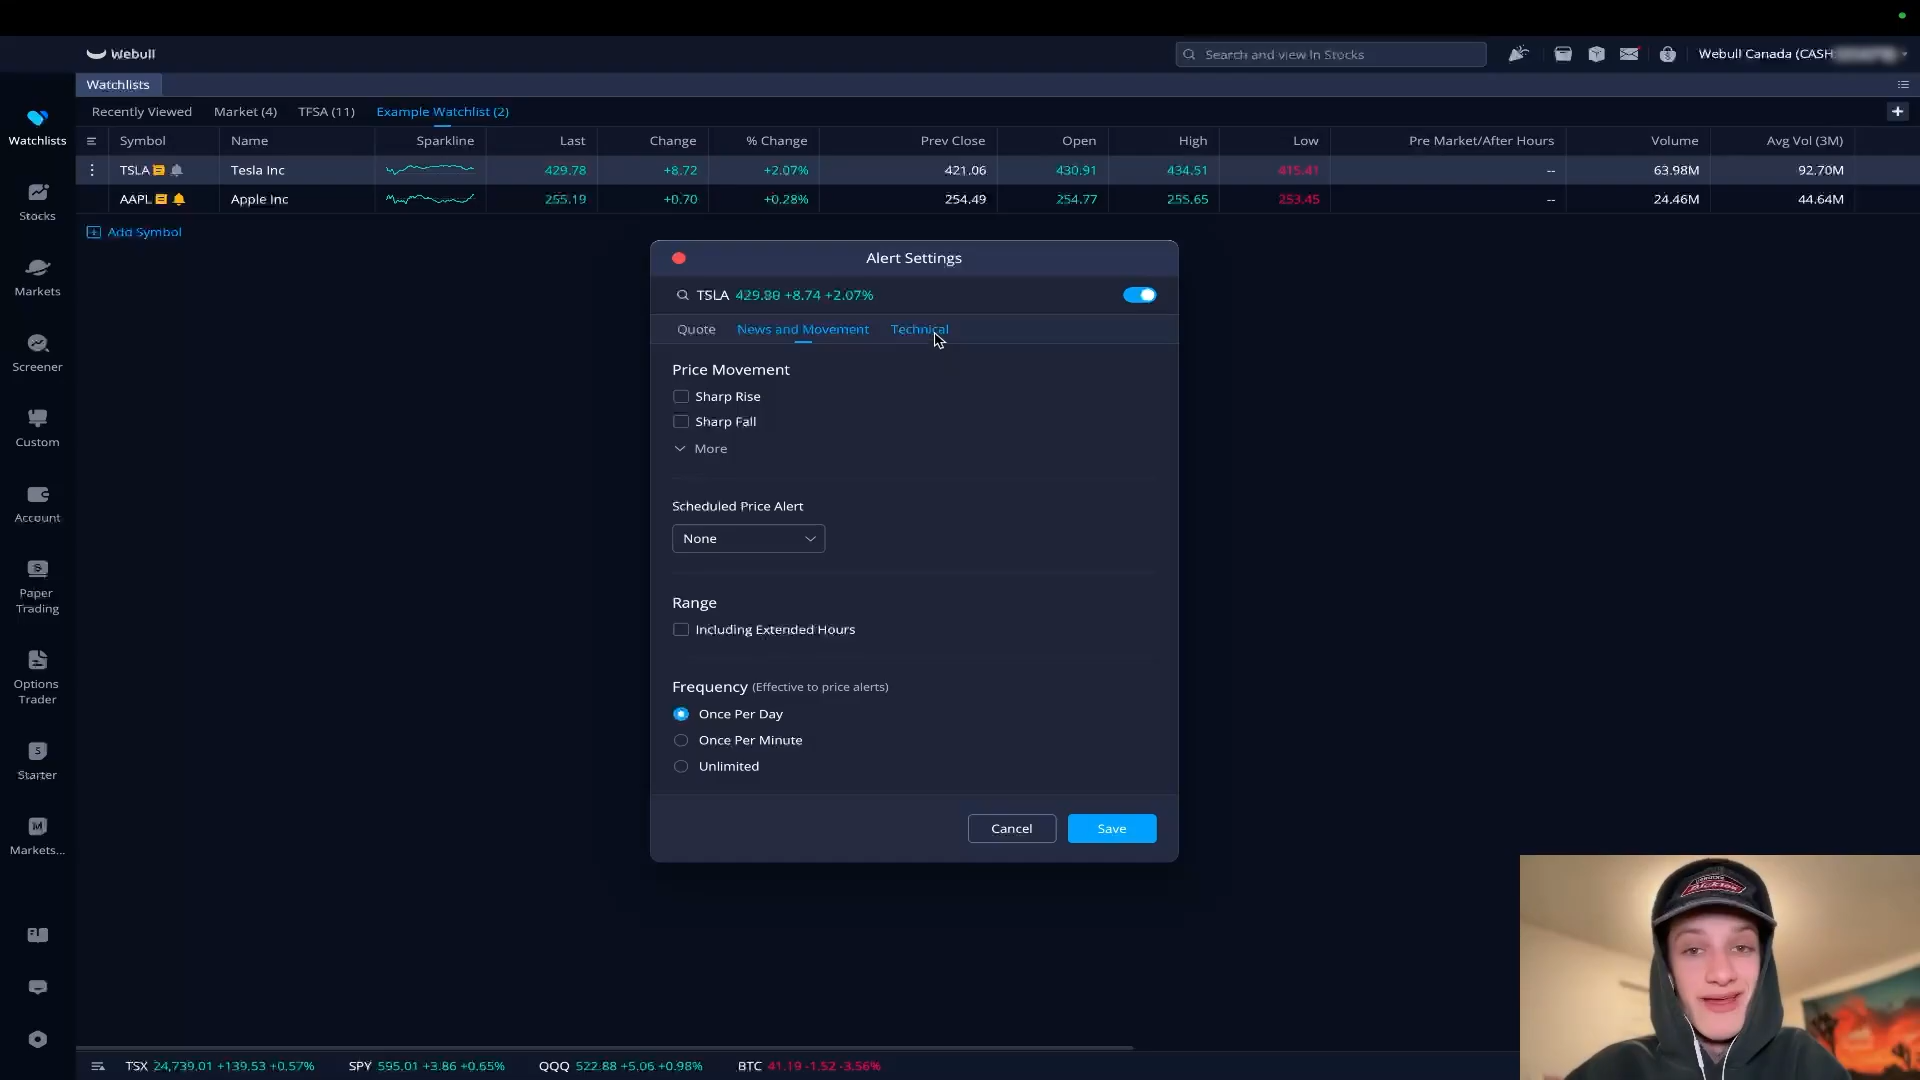 Webull
Search and view In Stocks
Webull Canada (CASH
Watchlists
Recently Viewed Market (4) TFSA (11) Example Watchlist (2)
Symbol Name Sparkline Last Change % Change Prev Close Open High Low Pre Market/After Hours Volume Avg Vol (3M)
TSLA Tesla Inc 429.78 +8.72 +2.07% 421.06 430.91 434.51 415.41 -- 63.98M 92.70M
AAPL Apple Inc 255.19 +0.70 +0.28% 254.49 254.77 255.65 253.45 -- 24.46M 44.64M
Add Symbol
Watchlists
Stocks
Markets
Screener
Custom
Account
Paper
Trading
Options
Trader
Starter
Markets...
Alert Settings
TSLA 429.80 +8.74 +2.07%
Quote News and Movement Technical
Price Movement
Sharp Rise
Sharp Fall
More
Scheduled Price Alert
None
Range
Including Extended Hours
Frequency (Effective to price alerts)
Once Per Day
Once Per Minute
Unlimited
Cancel Save
Dickies
TSX 24,739.01 +139.53 +0.57% SPY 595.01 +3.86 +0.65% QQQ 522.88 +5.06 +0.98% BTC 41.19 -1.52 -3.56%